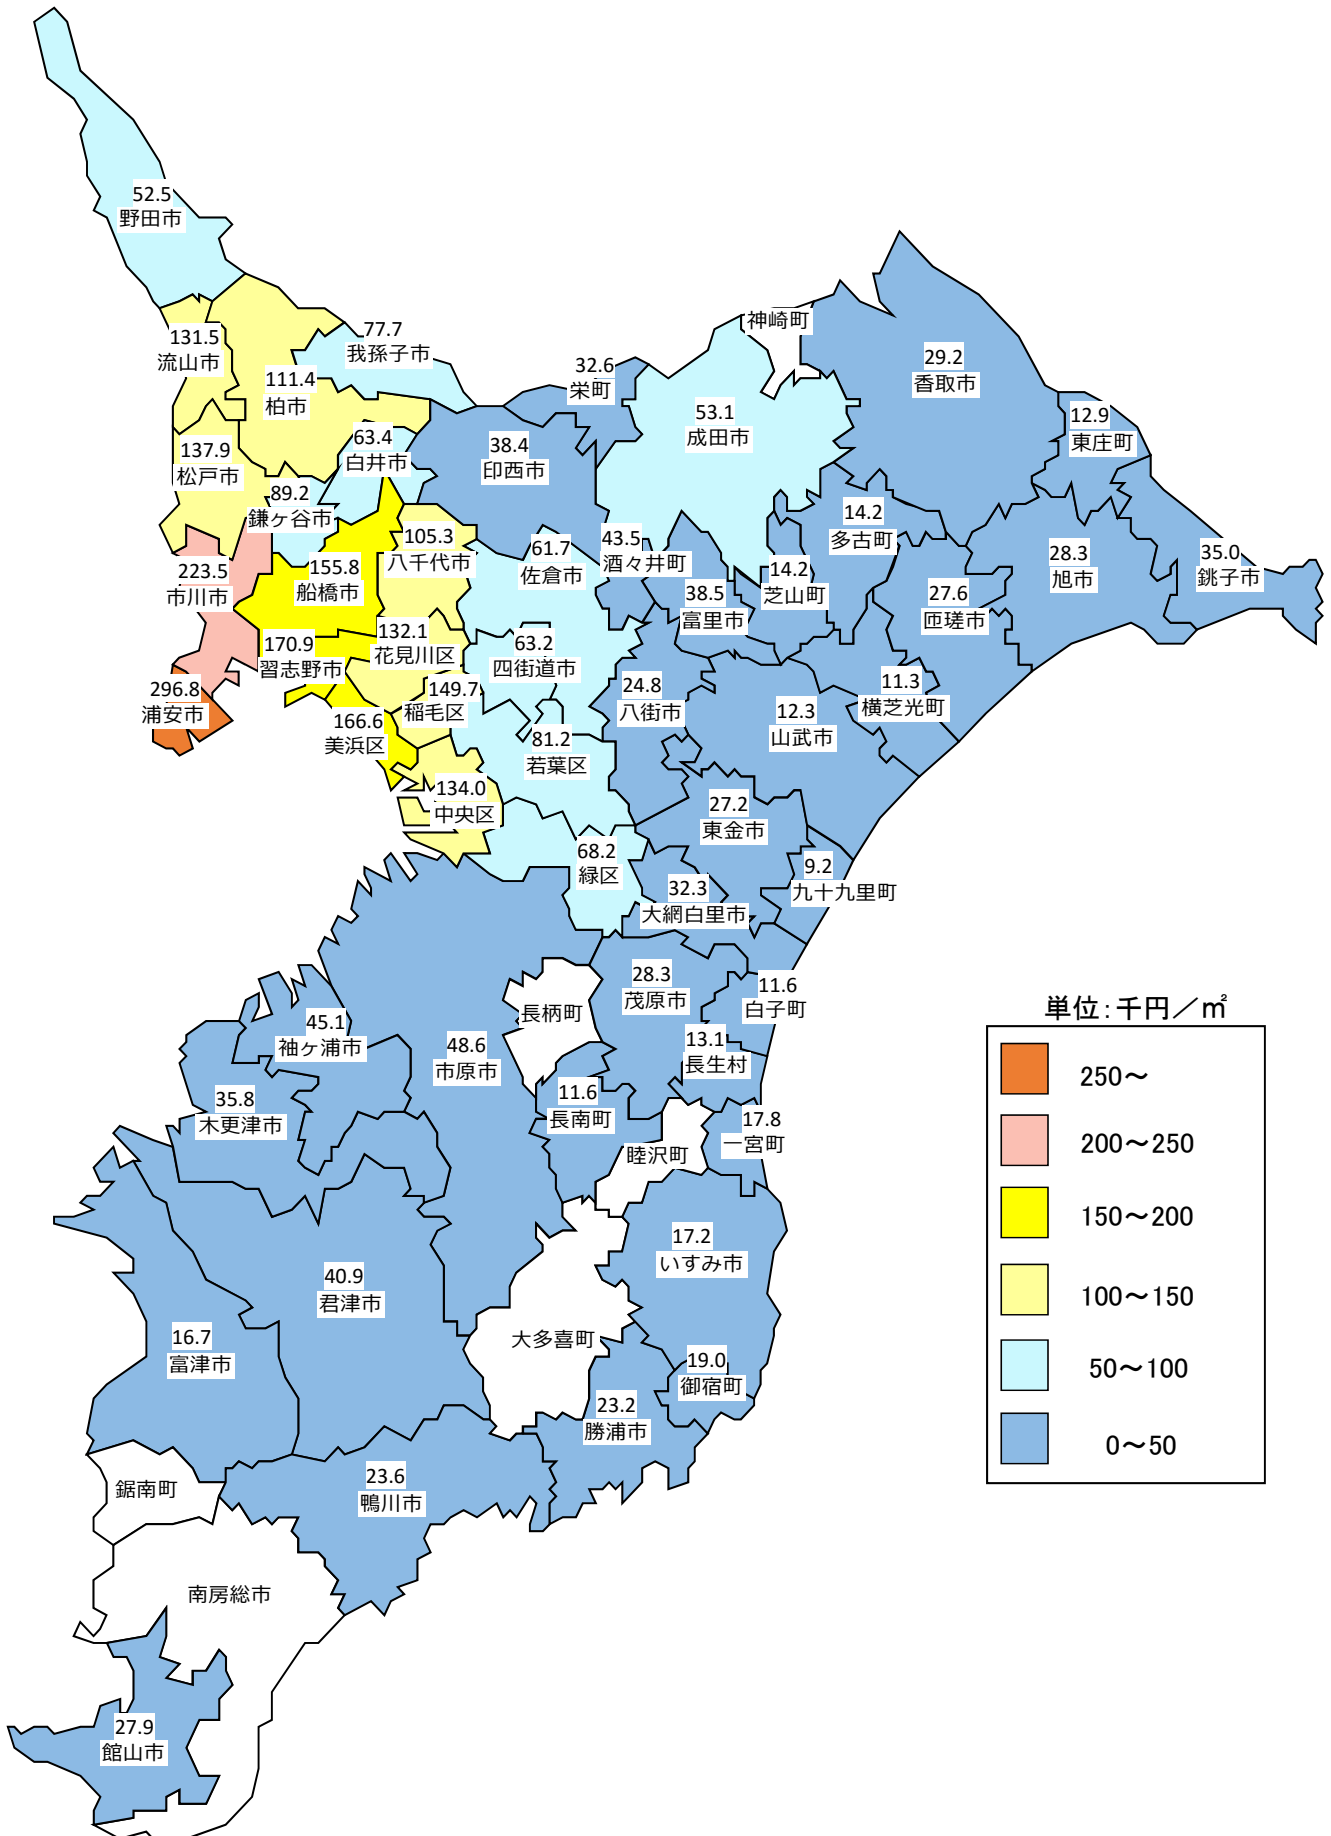 52.5
野田市
131.5
流山市
77.7
我孫子市
111.4
柏市
神崎町
32.6
栄町
29.2
香取市
53.1
成田市
12.9
東庄町
137.9
松戸市
63.4
白井市
38.4
印西市
89.2
鎌ヶ谷市
14.2
多古町
105.3
八千代市
61.7
佐倉市
43.5
酒々井町
28.3
旭市
35.0
銚子市
223.5
市川市
155.8
船橋市
14.2
芝山町
38.5
富里市
27.6
匝瑳市
170.9
習志野市
132.1
花見川区
63.2
四街道市
296.8
浦安市
149.7
稲毛区
24.8
八街市
11.3
横芝光町
166.6
美浜区
81.2
若葉区
12.3
山武市
134.0
中央区
27.2
東金市
68.2
緑区
9.2
九十九里町
32.3
大網白里市
28.3
茂原市
11.6
白子町
長柄町
45.1
袖ヶ浦市
48.6
市原市
13.1
長生村
35.8
木更津市
11.6
長南町
17.8
一宮町
睦沢町
17.2
いすみ市
40.9
君津市
16.7
富津市
大多喜町
19.0
御宿町
23.2
勝浦市
23.6
鴨川市
鋸南町
南房総市
27.9
館山市
単位：千円／㎡
250～
200～250
150～200
100～150
50～100
0～50